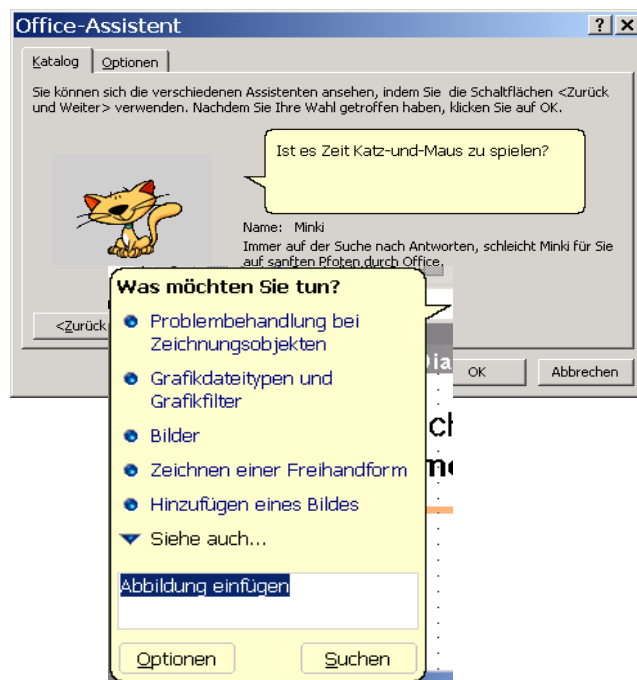 Office-Assistent
? ×
Katalog Optionen
Sie können sich die verschiedenen Assistenten ansehen, indem Sie die Schaltflächen <Zurück
und Weiter> verwenden. Nachdem Sie Ihre Wahl getroffen haben, klicken Sie auf OK.
Ist es Zeit Katz-und-Maus zu spielen?
Name: Minki
Immer auf der Suche nach Antworten, schleicht Minki für Sie
auf sanften Pfoten durch Office.
<Zurück
OK Abbrechen
Was möchten Sie tun?
Problembehandlung bei
Zeichnungsobjekten
Grafikdateitypen und
Grafikfilter
Bilder
Zeichnen einer Freihandform
Hinzufügen eines Bildes
Siehe auch...
Abbildung einfügen
Optionen Suchen